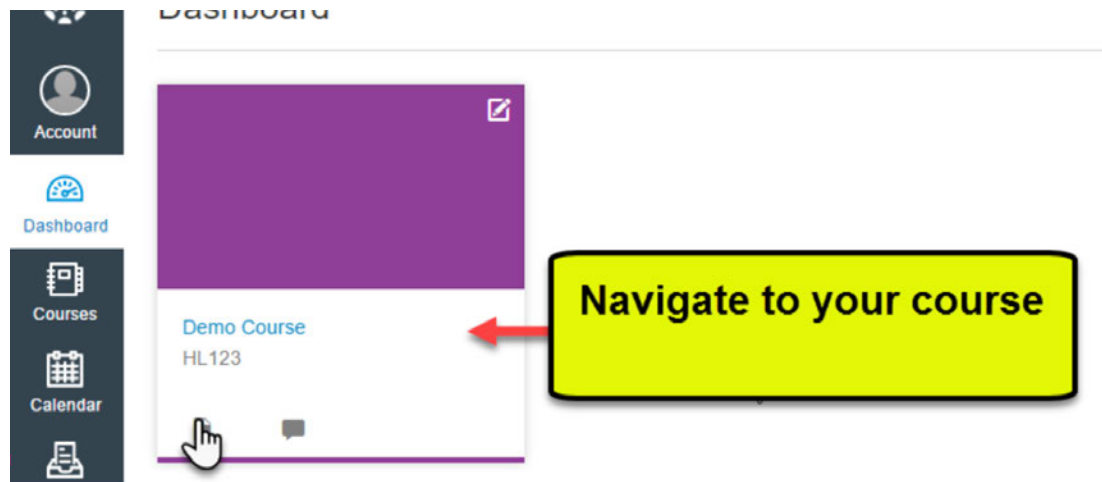 Dashboard
Account
Dashboard
Courses
Calendar
Demo Course
HL123
Navigate to your course